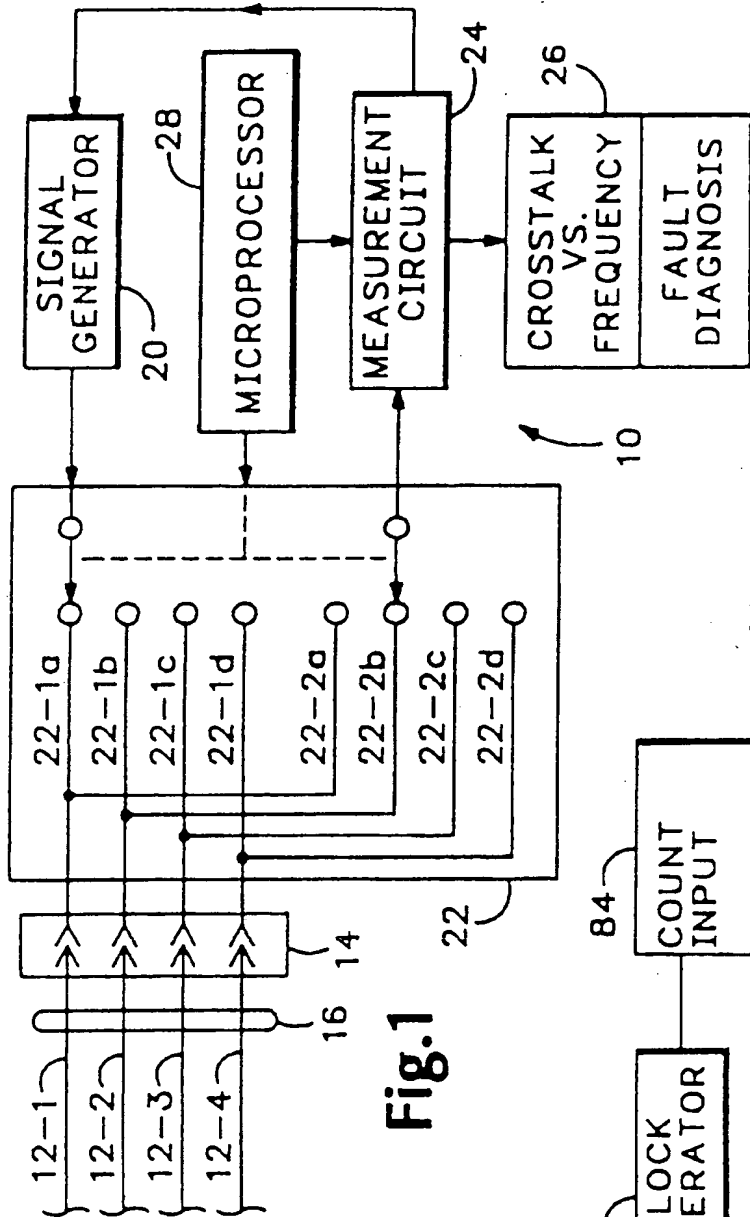 SIGNAL
GENERATOR
20
MICROPROCESSOR
28
MEASUREMENT
CIRCUIT
24
CROSSTALK
VS.
FREQUENCY
26
FAULT
DIAGNOSIS
10
22-1a
22-1b
22-1c
22-1d
22-2a
22-2b
22-2c
22-2d
22
14
16
12-1
12-2
12-3
12-4
Fig.1
84
COUNT
INPUT
LOCK
ERATOR